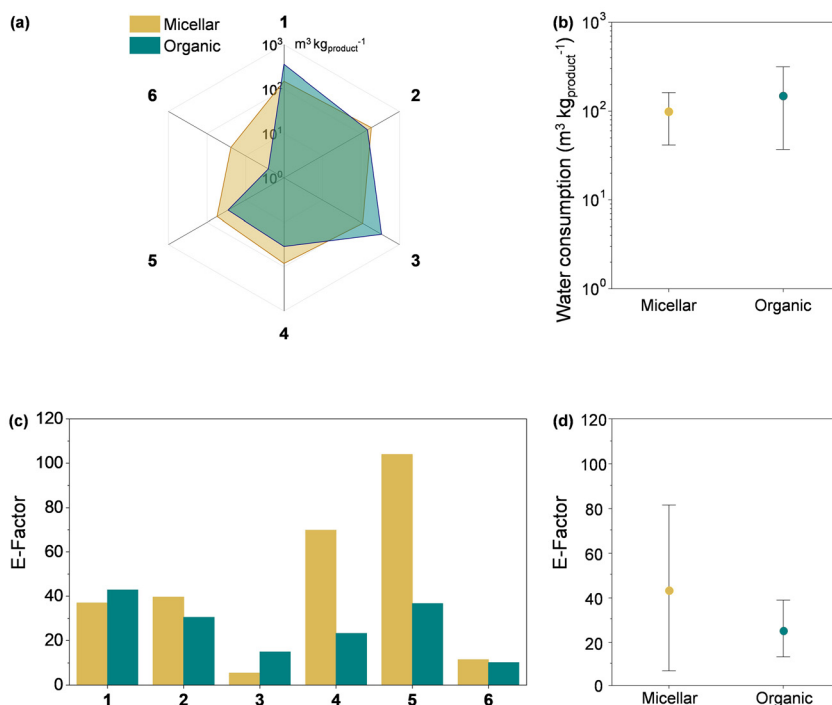 (a)
Micellar
Organic
1
10³ m³ kgproduct⁻¹
10²
10¹
10⁰
2
3
4
5
6
(b)
Water consumption (m³ kgproduct⁻¹)
10³
10²
10¹
10⁰
Micellar Organic
(c)
E-Factor
120
100
80
60
40
20
0
1 2 3 4 5 6
(d)
E-Factor
120
100
80
60
40
20
0
Micellar Organic